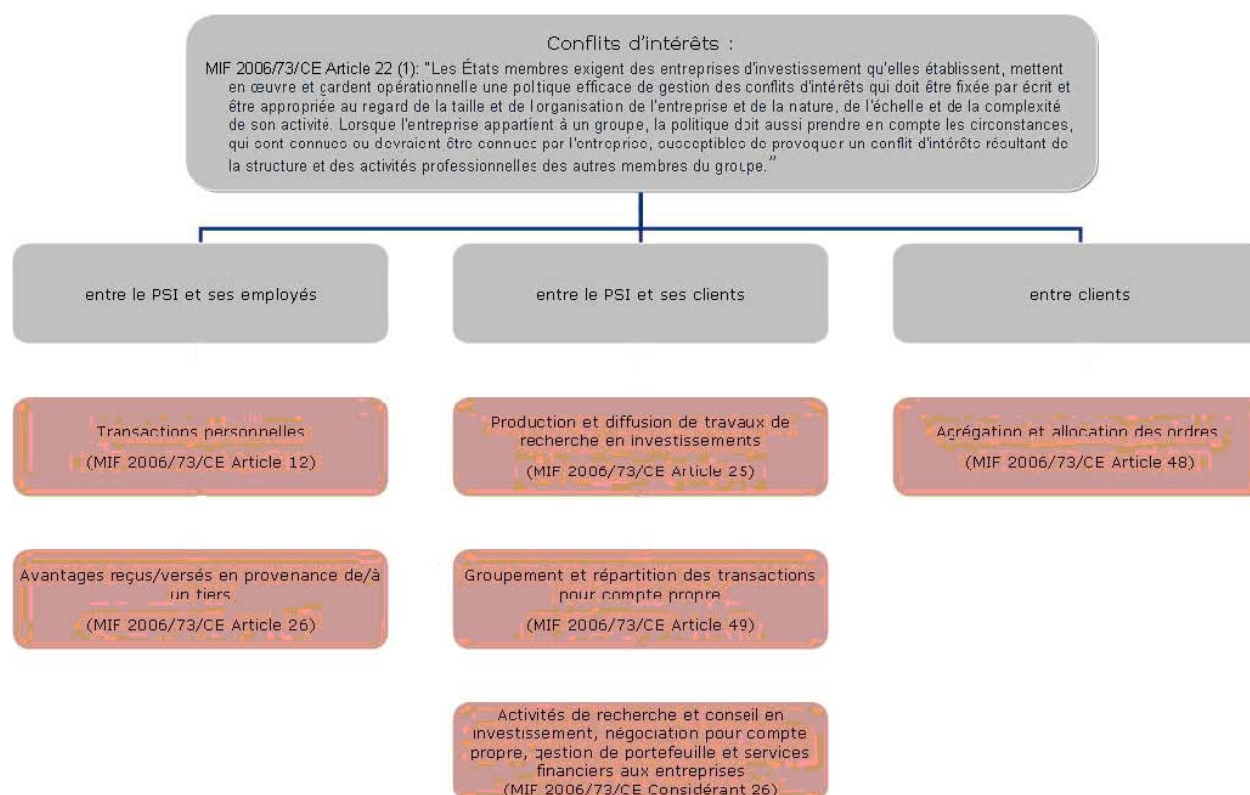 Conflits d'intérêts :
MIF 2006/73/CE Article 22 (1): "Les États membres exigent des entreprises d'investissement qu'elles établissent, mettent
en œuvre et gardent opérationnelle une politique efficace de gestion des conflits d'intérêts qui doit être fixée par écrit et
être appropriée au regard de la taille et de l'organisation de l'entreprise et de la nature, de l'échelle et de la complexité
de son activité. Lorsque l'entreprise appartient à un groupe, la politique doit aussi prendre en compte les circonstances,
qui sont connues ou devraient être connues par l'entreprise, susceptibles de provoquer un conflit d'intérêts résultant de
la structure et des activités professionnelles des autres membres du groupe."
entre le PSI et ses employés
entre le PSI et ses clients
entre clients
Transactions personnelles
(MIF 2006/73/CE Article 12)
Production et diffusion de travaux de
recherche en investissements
(MIF 2006/73/CE Article 25)
Agrégation et allocation des ordres
(MIF 2006/73/CE Article 48)
Avantages reçus/versés en provenance de/à
un tiers
(MIF 2006/73/CE Article 26)
Groupement et répartition des transactions
pour compte propre
(MIF 2006/73/CE Article 49)
Activités de recherche et conseil en
investissement, négociation pour compte
propre, gestion de portefeuille et services
financiers aux entreprises
(MIF 2006/73/CE Considérant 26)